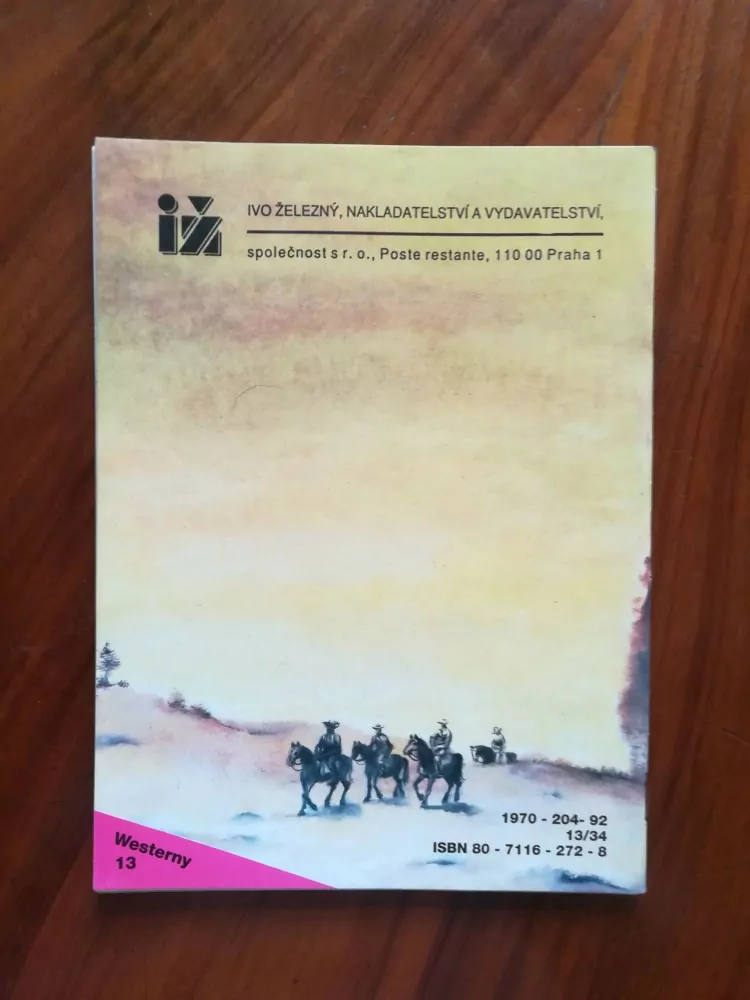 iž
IVO ŽELEZNÝ, NAKLADATELSTVÍ A VYDAVATELSTVÍ,
společnost s r. o., Poste restante, 110 00 Praha 1
1970 - 204- 92
13/34
ISBN 80 - 7116 - 272 - 8
Westerny
13